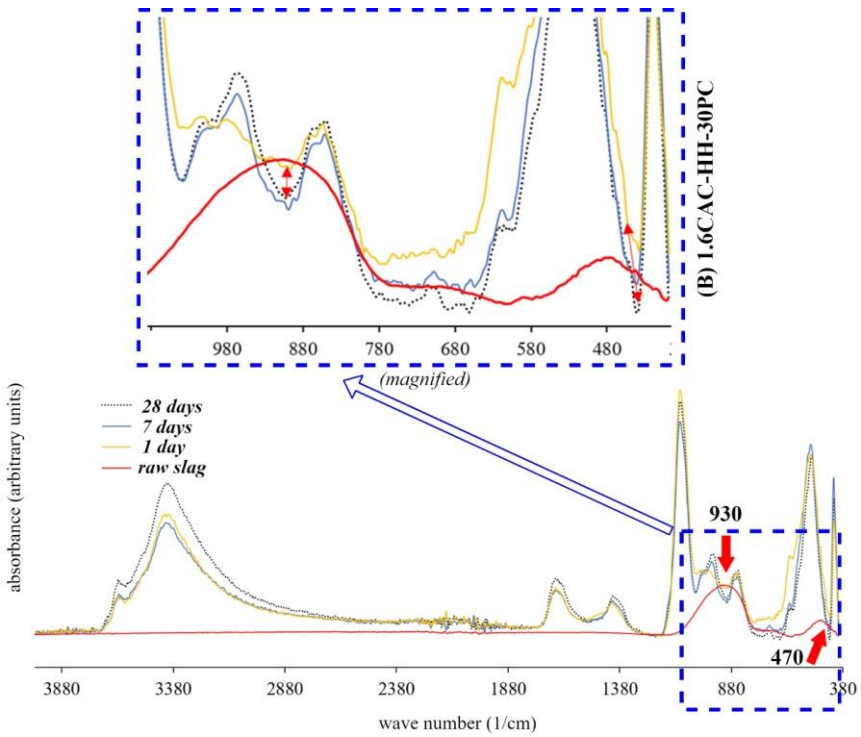 980 880 780 680 580 480
(B) 1.6CAC-HH-30PC
(magnified)
28 days
7 days
1 day
raw slag
absorbance (arbitrary units)
930
470
3880 3380 2880 2380 1880 1380 880 380
wave number (1/cm)